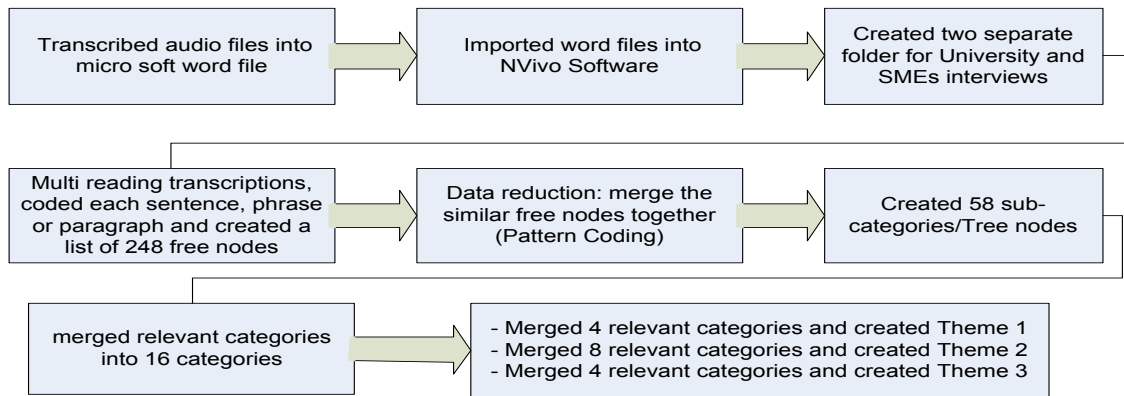 Transcribed audio files into
micro soft word file
Imported word files into
NVivo Software
Created two separate
folder for University and
SMEs interviews
Multi reading transcriptions,
coded each sentence, phrase
or paragraph and created a
list of 248 free nodes
Data reduction: merge the
similar free nodes together
(Pattern Coding)
Created 58 sub-
categories/Tree nodes
merged relevant categories
into 16 categories
- Merged 4 relevant categories and created Theme 1
- Merged 8 relevant categories and created Theme 2
- Merged 4 relevant categories and created Theme 3